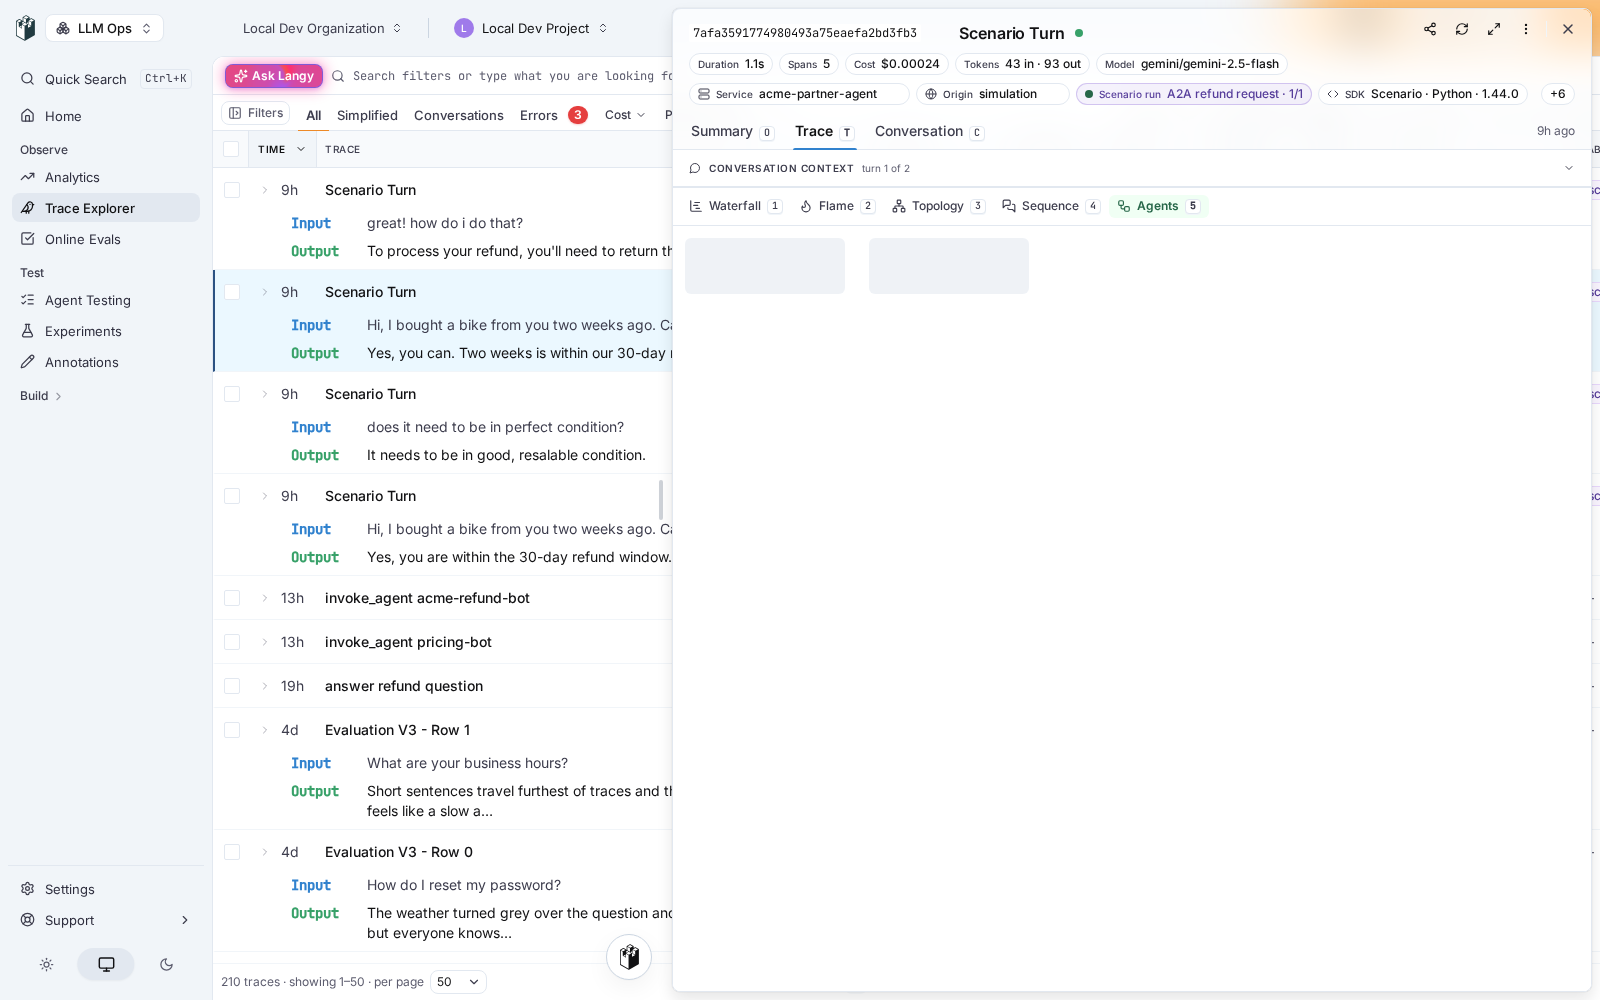 LLM Ops
Local Dev Organization
L
Local Dev Project
Quick Search
Ctrl+K
Home
Observe
Analytics
Trace Explorer
Online Evals
Test
Agent Testing
Experiments
Annotations
Build
Settings
Support
Ask Langy
Search filters or type what you are looking fo
Filters
All
Simplified
Conversations
Errors
3
Cost
P
TIME
TRACE
9h
Scenario Turn
Input
great! how do i do that?
Output
To process your refund, you'll need to return th
9h
Scenario Turn
Input
Hi, I bought a bike from you two weeks ago. Ca
Output
Yes, you can. Two weeks is within our 30-day r
9h
Scenario Turn
Input
does it need to be in perfect condition?
Output
It needs to be in good, resalable condition.
9h
Scenario Turn
Input
Hi, I bought a bike from you two weeks ago. Ca
Output
Yes, you are within the 30-day refund window.
13h
invoke_agent acme-refund-bot
13h
invoke_agent pricing-bot
19h
answer refund question
4d
Evaluation V3 - Row 1
Input
What are your business hours?
Output
Short sentences travel furthest of traces and th
feels like a slow a...
4d
Evaluation V3 - Row 0
Input
How do I reset my password?
Output
The weather turned grey over the question and
but everyone knows...
210 traces · showing 1–50 · per page
50
7afa3591774980493a75eaefa2bd3fb3
Scenario Turn
Duration 1.1s
Spans 5
Cost $0.00024
Tokens 43 in · 93 out
Model gemini/gemini-2.5-flash
Service acme-partner-agent
Origin simulation
Scenario run A2A refund request · 1/1
SDK Scenario · Python · 1.44.0
+6
Summary O
Trace T
Conversation C
9h ago
CONVERSATION CONTEXT turn 1 of 2
Waterfall 1
Flame 2
Topology 3
Sequence 4
Agents 5